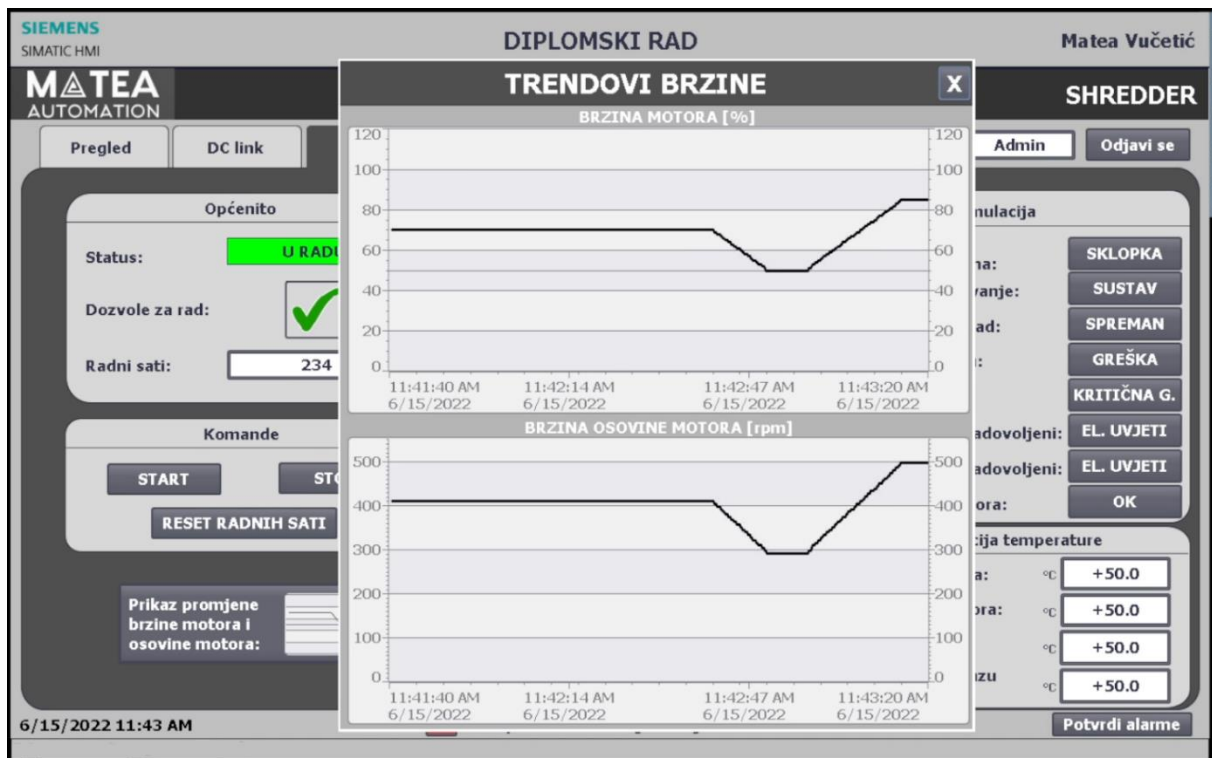 SIEMENS
SIMATIC HMI
DIPLOMSKI RAD
Matea Vučetić
MATEA
AUTOMATION
SHREDDER
Pregled
DC link
Admin
Odjavi se
TRENDOVI BRZINE
X
BRZINA MOTORA [%]
120 120
100 100
80 80
60 60
40 40
20 20
0 0
11:41:40 AM 11:42:14 AM 11:42:47 AM 11:43:20 AM
6/15/2022 6/15/2022 6/15/2022 6/15/2022
BRZINA OSOVINE MOTORA [rpm]
500 500
400 400
300 300
200 200
100 100
0 0
11:41:40 AM 11:42:14 AM 11:42:47 AM 11:43:20 AM
6/15/2022 6/15/2022 6/15/2022 6/15/2022
Općenito
Status: U RADU
Dozvole za rad:
Radni sati: 234
Komande
START
RESET RADNIH SATI
Prikaz promjene
brzine motora i
osovine motora:
SKLOPKA
SUSTAV
SPREMAN
GREŠKA
KRITIČNA G.
EL. UVJETI
EL. UVJETI
OK
temperature
°C +50.0
°C +50.0
°C +50.0
°C +50.0
6/15/2022 11:43 AM
Potvrdi alarme